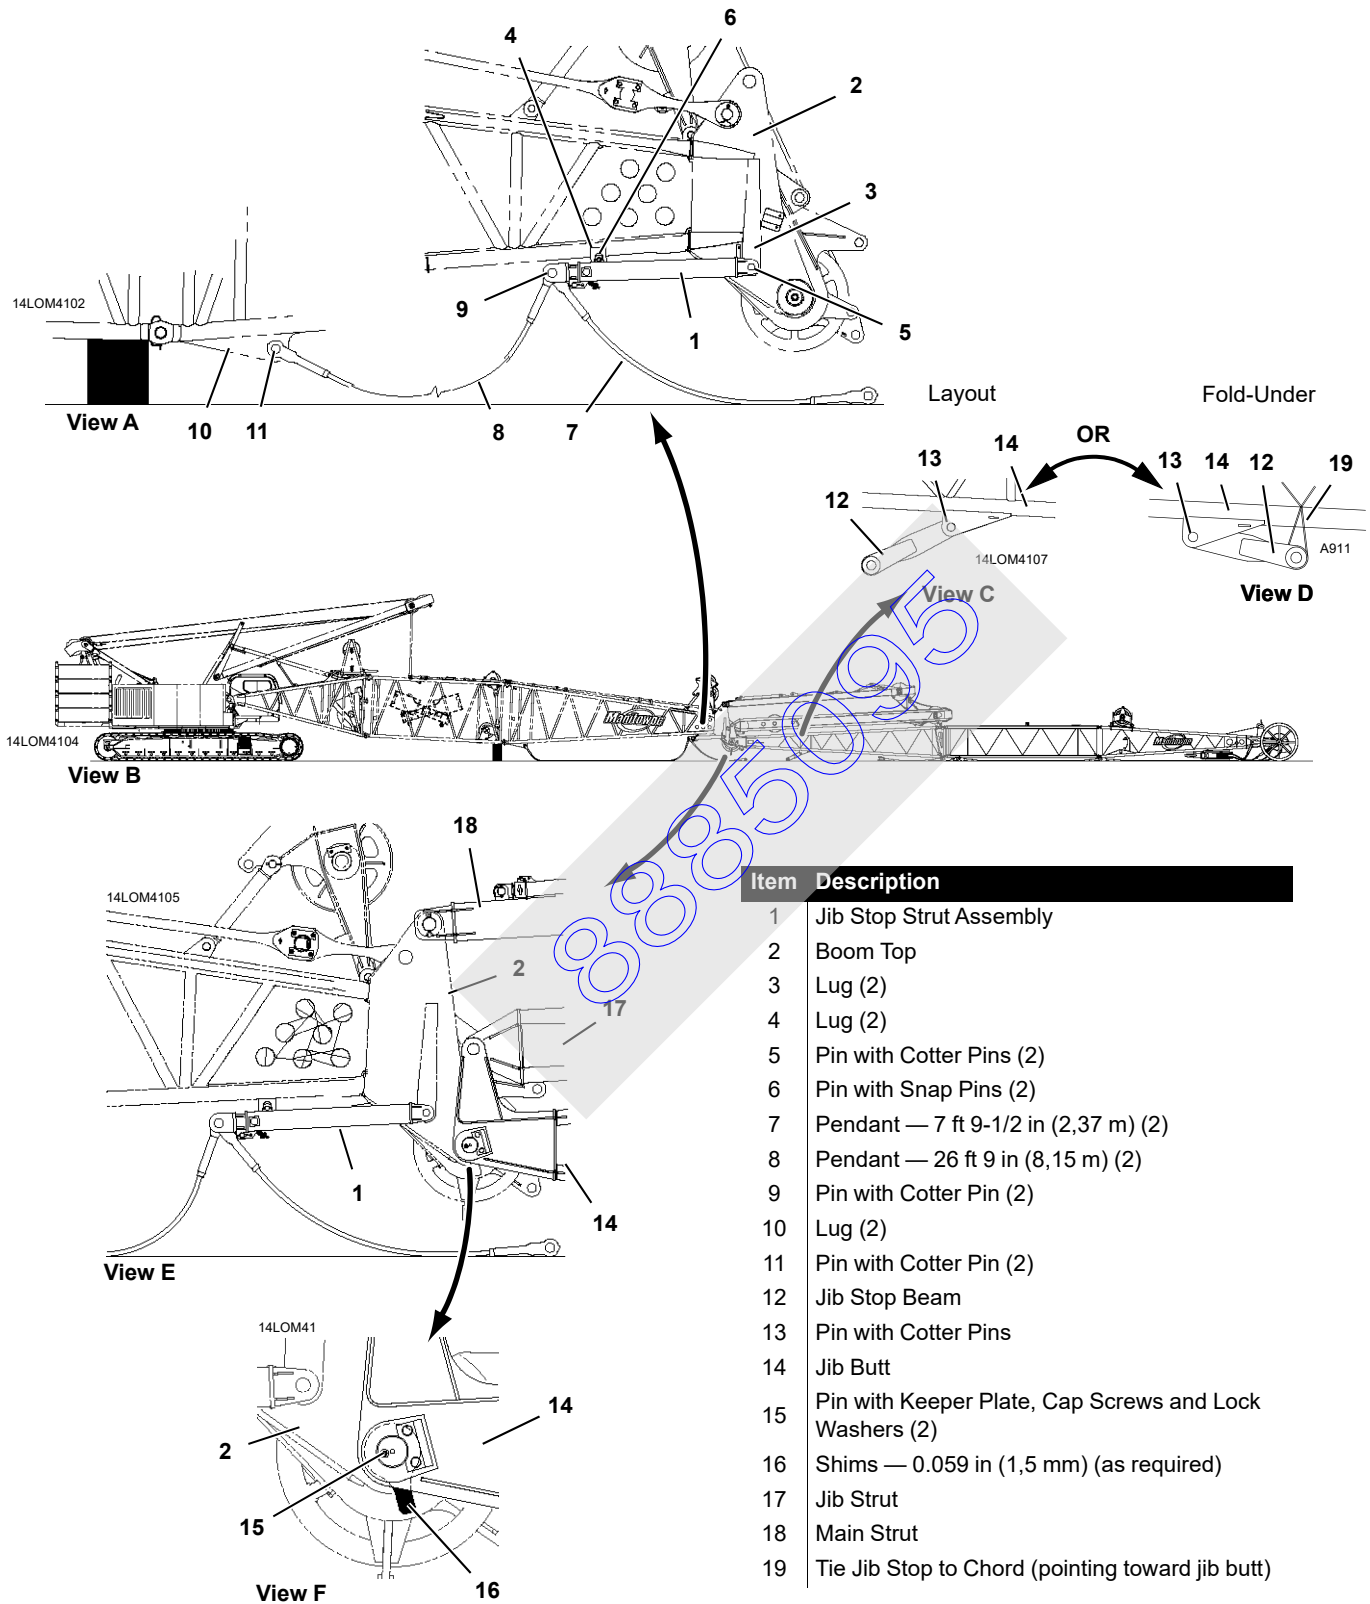 6
4
2
3
9
1
5
14LOM4102
View A
10
11
8
7
Layout
Fold-Under
OR
14
13
12
13
14
12
19
14LOM4107
A911
View C
View D
Manitowoc
Manitowoc
14LOM4104
View B
8885095
18
14LOM4105
2
17
1
14
View E
14LOM41
14
2
15
16
View F
Item Description
1 Jib Stop Strut Assembly
2 Boom Top
3 Lug (2)
4 Lug (2)
5 Pin with Cotter Pins (2)
6 Pin with Snap Pins (2)
7 Pendant — 7 ft 9-1/2 in (2,37 m) (2)
8 Pendant — 26 ft 9 in (8,15 m) (2)
9 Pin with Cotter Pin (2)
10 Lug (2)
11 Pin with Cotter Pin (2)
12 Jib Stop Beam
13 Pin with Cotter Pins
14 Jib Butt
15 Pin with Keeper Plate, Cap Screws and Lock
Washers (2)
16 Shims — 0.059 in (1,5 mm) (as required)
17 Jib Strut
18 Main Strut
19 Tie Jib Stop to Chord (pointing toward jib butt)